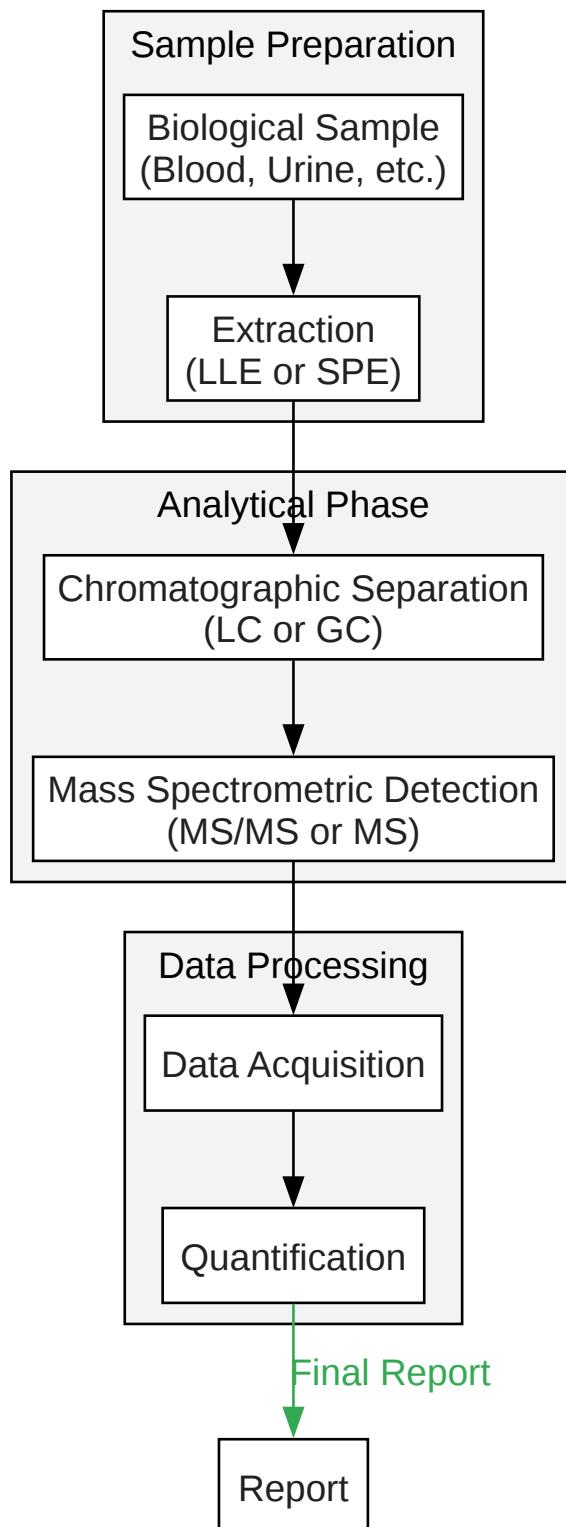 Sample Preparation
Biological Sample
(Blood, Urine, etc.)
Extraction
(LLE or SPE)
Analytical Phase
Chromatographic Separation
(LC or GC)
Mass Spectrometric Detection
(MS/MS or MS)
Data Processing
Data Acquisition
Quantification
Final Report
Report